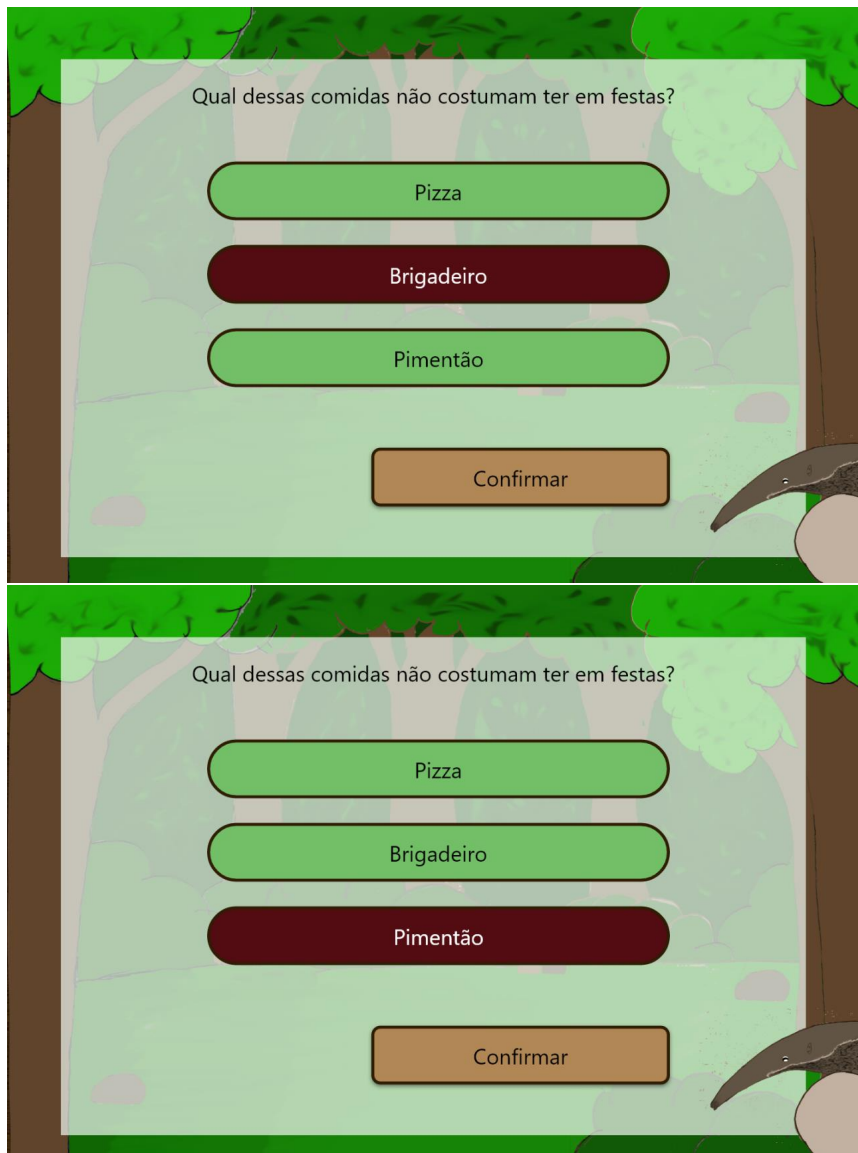 Qual dessas comidas não costumam ter em festas?
Pizza
Brigadeiro
Pimentão
Confirmar
Qual dessas comidas não costumam ter em festas?
Pizza
Brigadeiro
Pimentão
Confirmar